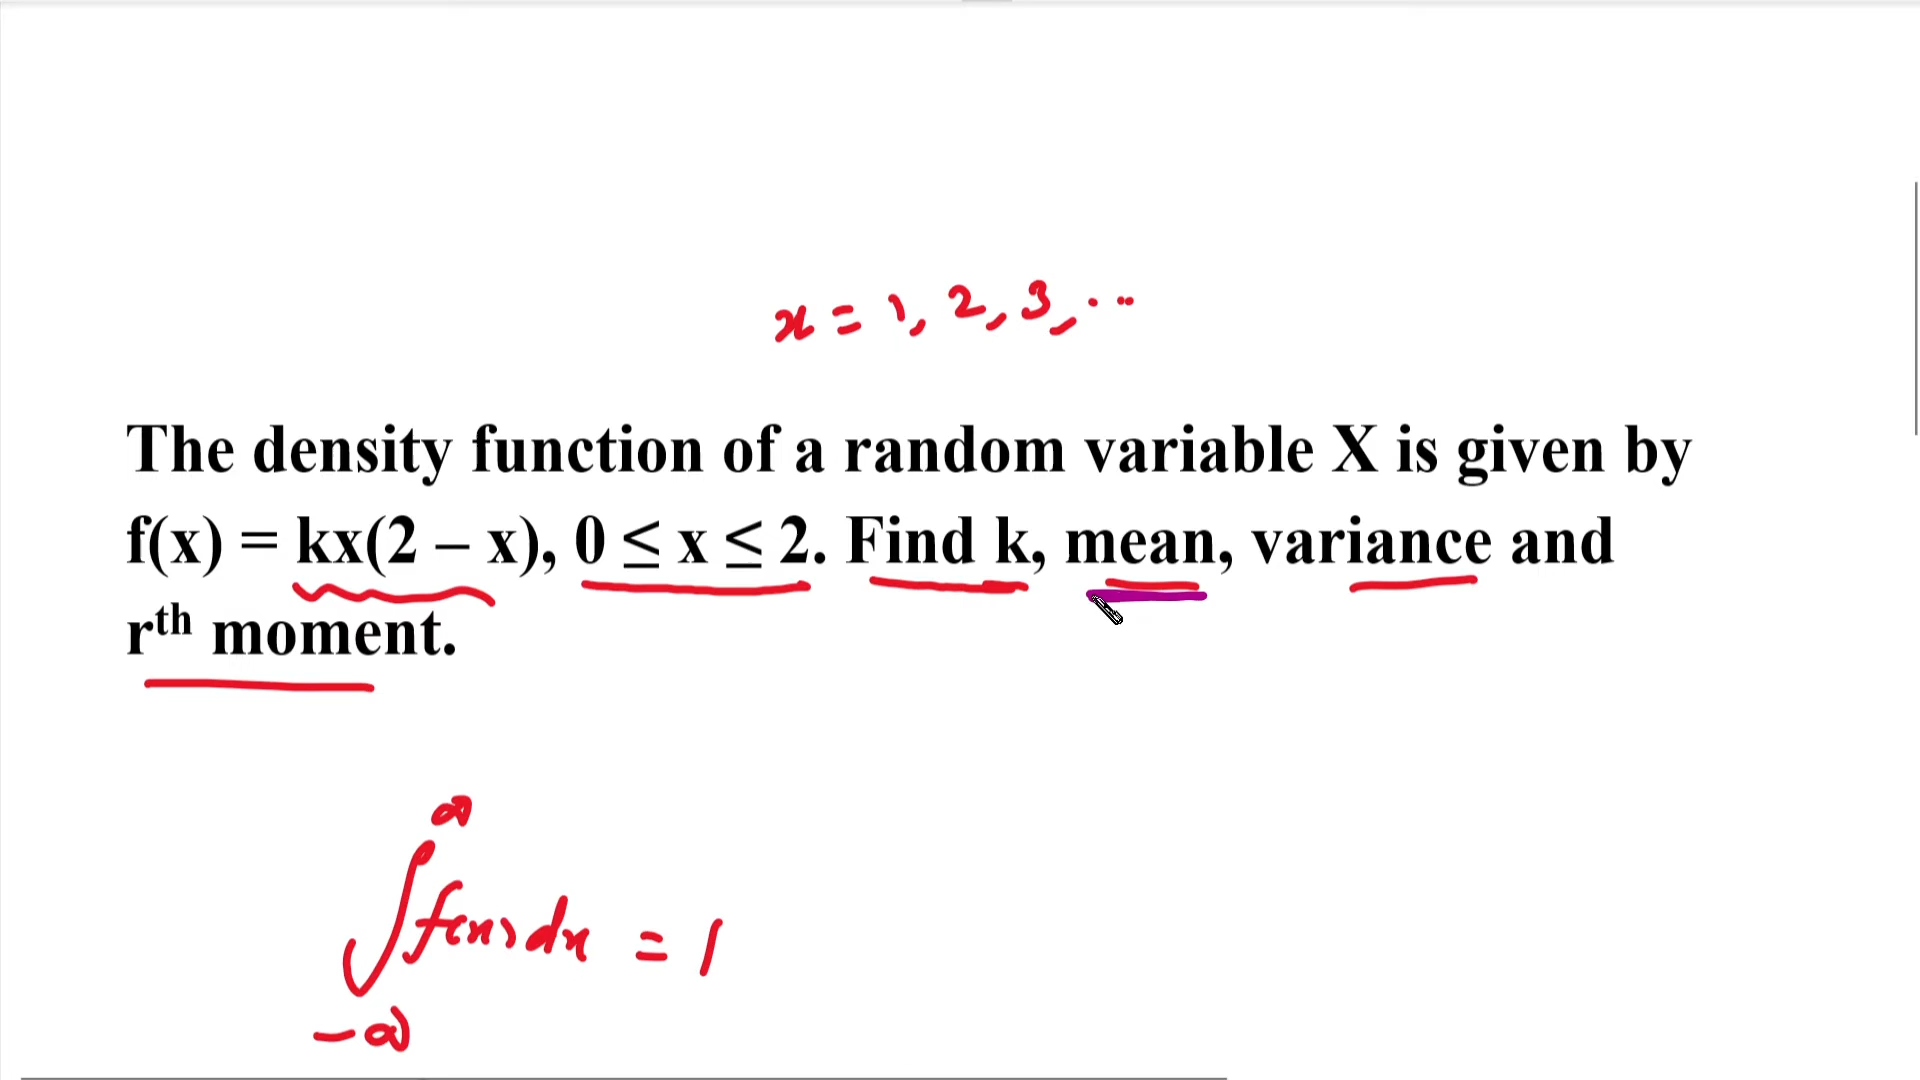 x = 1, 2, 3, ...
The density function of a random variable X is given by
f(x) = kx(2 – x), 0 ≤ x ≤ 2. Find k, mean, variance and
rᵗʰ moment.
∞
∫ f(x) dx = 1
-∞